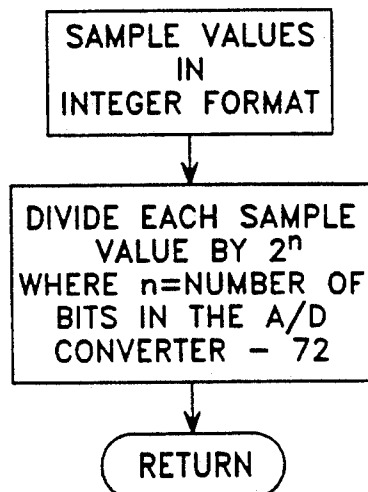 SAMPLE VALUES
IN
INTEGER FORMAT
DIVIDE EACH SAMPLE
VALUE BY 2ⁿ
WHERE n=NUMBER OF
BITS IN THE A/D
CONVERTER - 72
RETURN